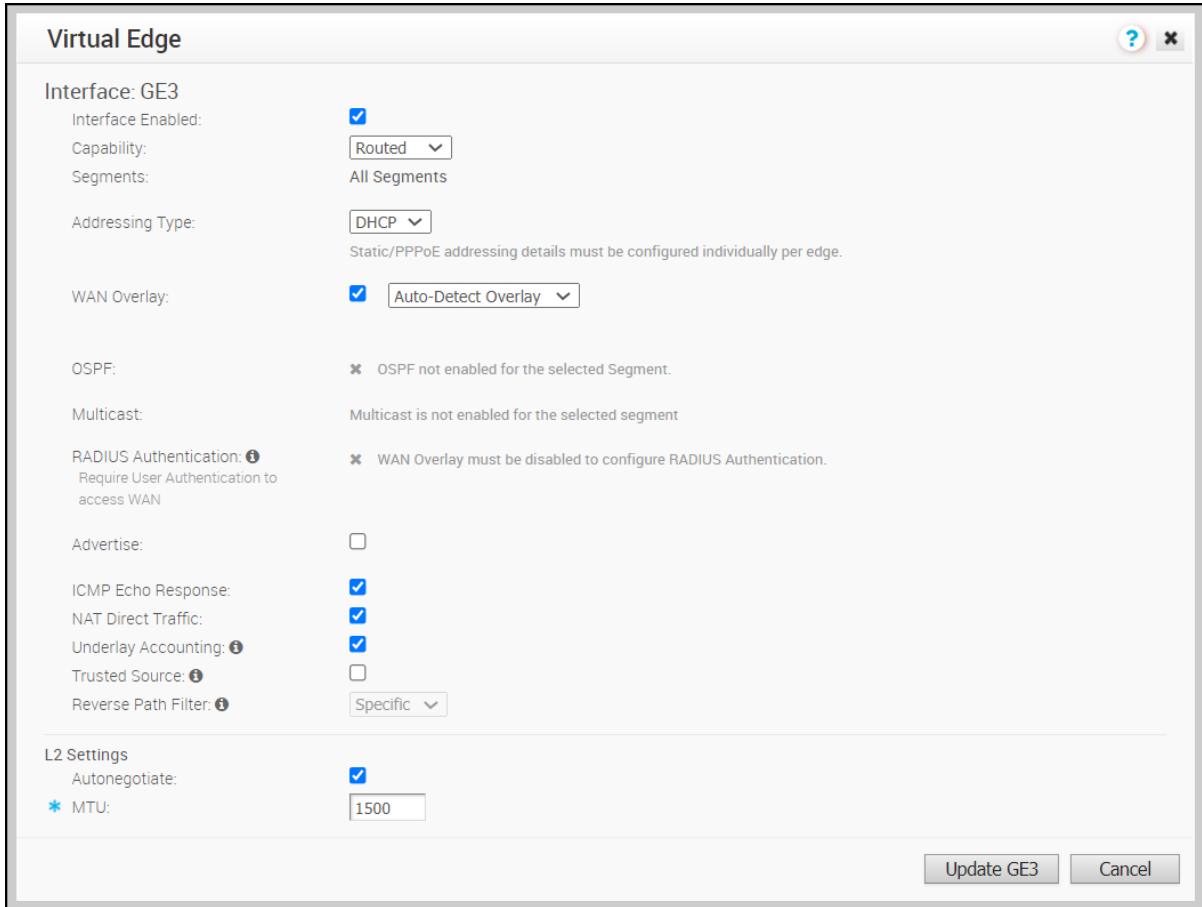 Virtual Edge
?
Interface: GE3
Interface Enabled:
Capability: Routed
Segments: All Segments
Addressing Type: DHCP
Static/PPPoE addressing details must be configured individually per edge.
WAN Overlay: Auto-Detect Overlay
OSPF: OSPF not enabled for the selected Segment.
Multicast: Multicast is not enabled for the selected segment
RADIUS Authentication: WAN Overlay must be disabled to configure RADIUS Authentication.
Require User Authentication to
access WAN
Advertise:
ICMP Echo Response:
NAT Direct Traffic:
Underlay Accounting:
Trusted Source:
Reverse Path Filter: Specific
L2 Settings
Autonegotiate:
* MTU: 1500
Update GE3 Cancel